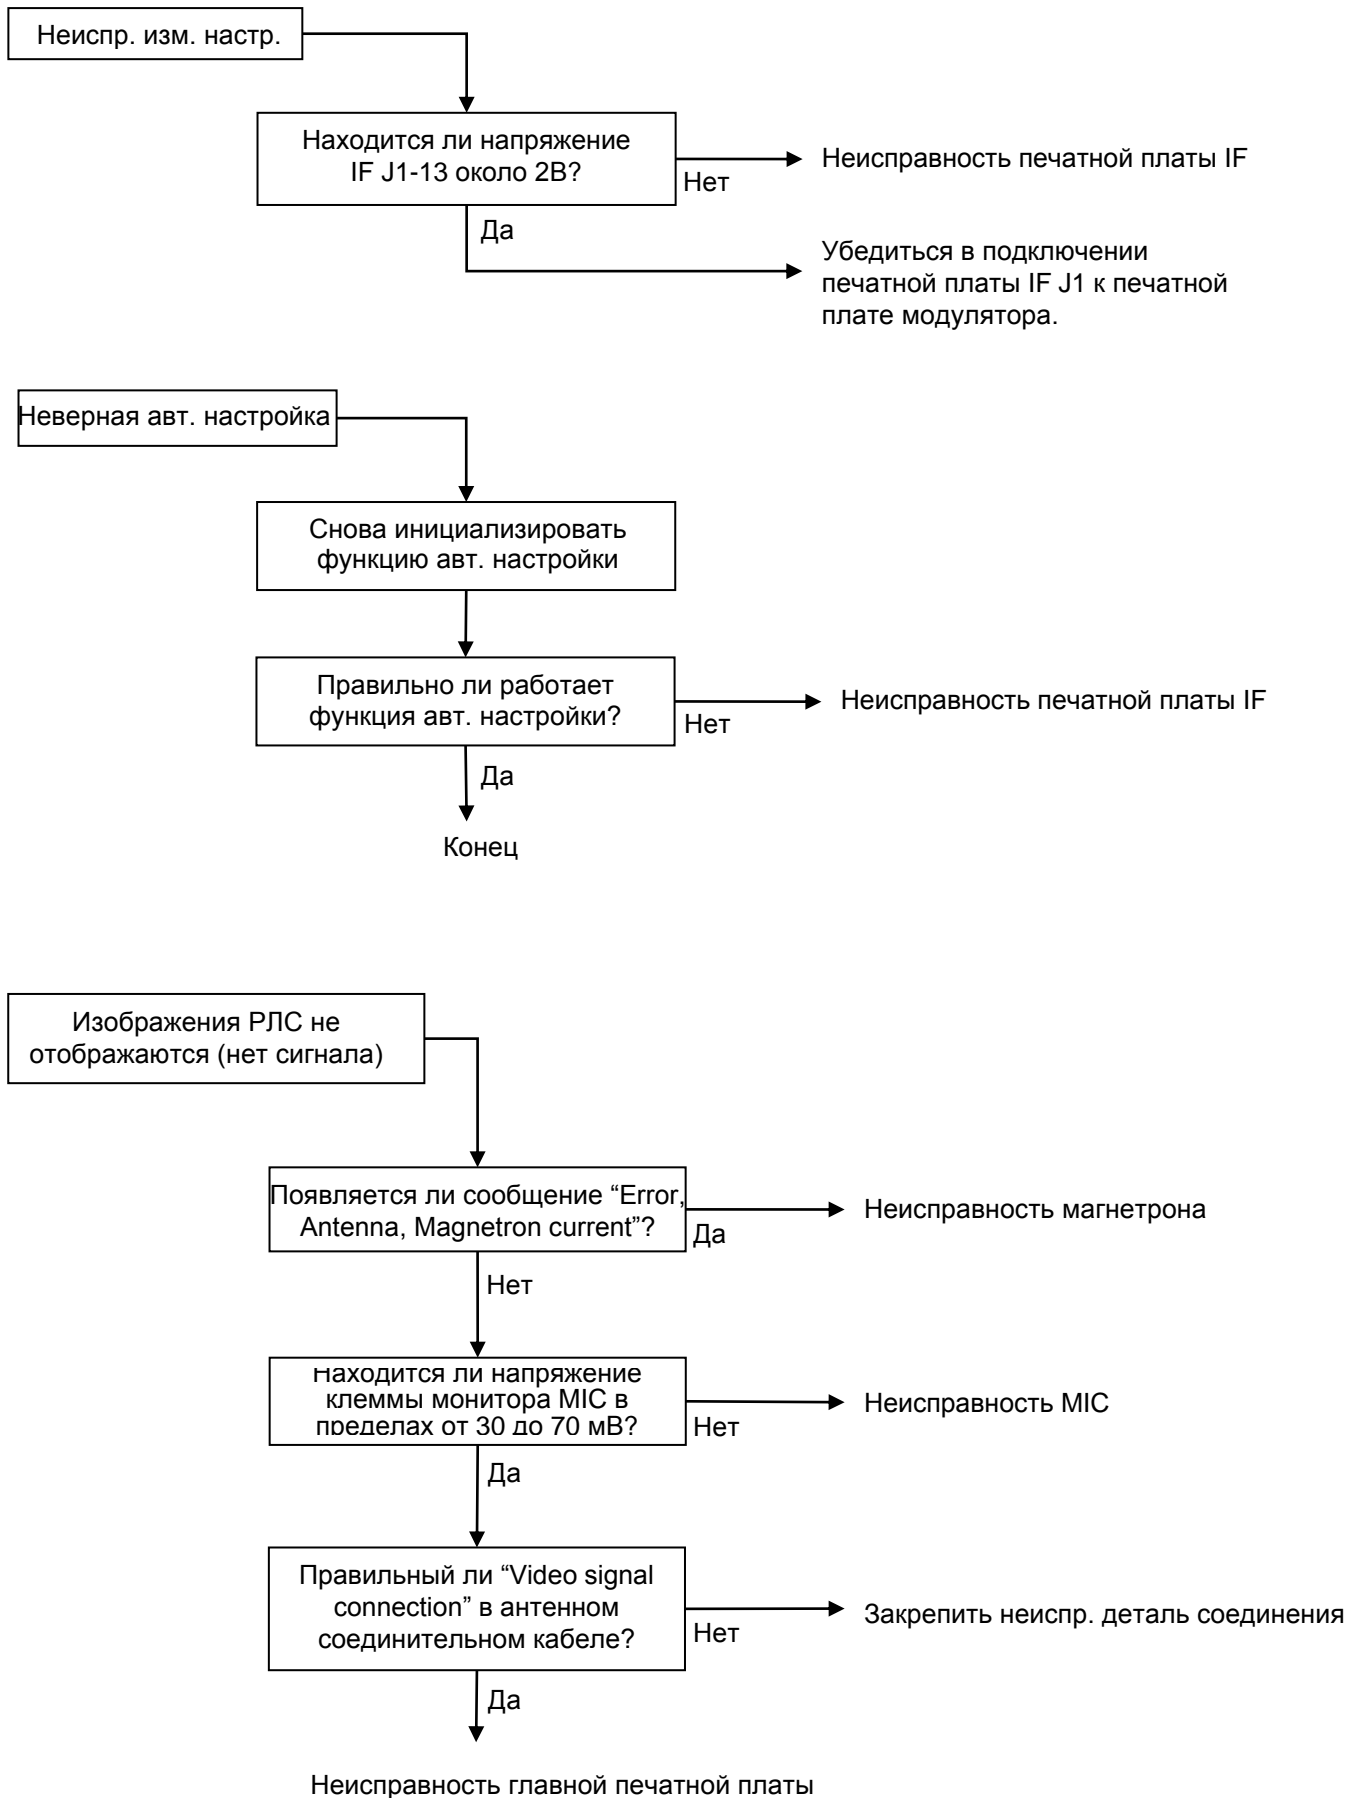 Неиспр. изм. настр.
Находится ли напряжение
IF J1-13 около 2В?
Нет
Неисправность печатной платы IF
Да
Убедиться в подключении
печатной платы IF J1 к печатной
плате модулятора.
Неверная авт. настройка
Снова инициализировать
функцию авт. настройки
Правильно ли работает
функция авт. настройки?
Нет
Неисправность печатной платы IF
Да
Конец
Изображения РЛС не
отображаются (нет сигнала)
Появляется ли сообщение “Error,
Antenna, Magnetron current”?
Да
Неисправность магнетрона
Нет
Находится ли напряжение
клеммы монитора MIC в
пределах от 30 до 70 мВ?
Нет
Неисправность MIC
Да
Правильный ли “Video signal
connection” в антенном
соединительном кабеле?
Нет
Закрепить неиспр. деталь соединения
Да
Неисправность главной печатной платы